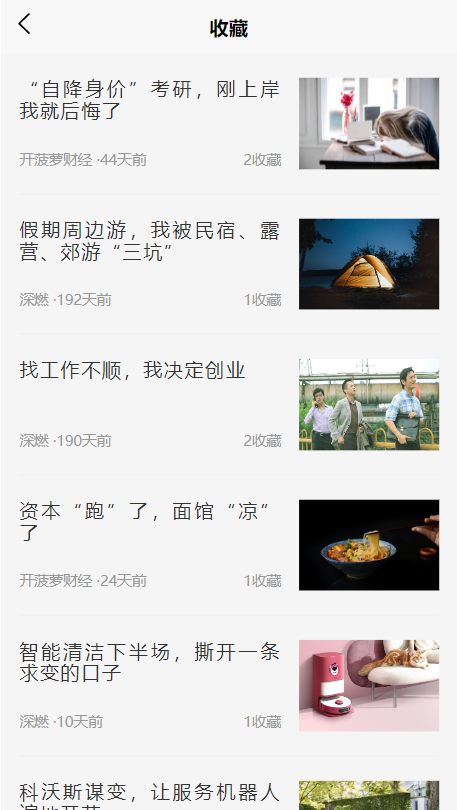 收藏
“自降身价”考研，刚上岸
我就后悔了
开菠萝财经 ·44天前
2收藏
假期周边游，我被民宿、露
营、郊游“三坑”
深燃 ·192天前
1收藏
找工作不顺，我决定创业
深燃 ·190天前
2收藏
资本“跑”了，面馆“凉”
了
开菠萝财经 ·24天前
1收藏
智能清洁下半场，撕开一条
求变的口子
深燃 ·10天前
1收藏
科沃斯谋变，让服务机器人